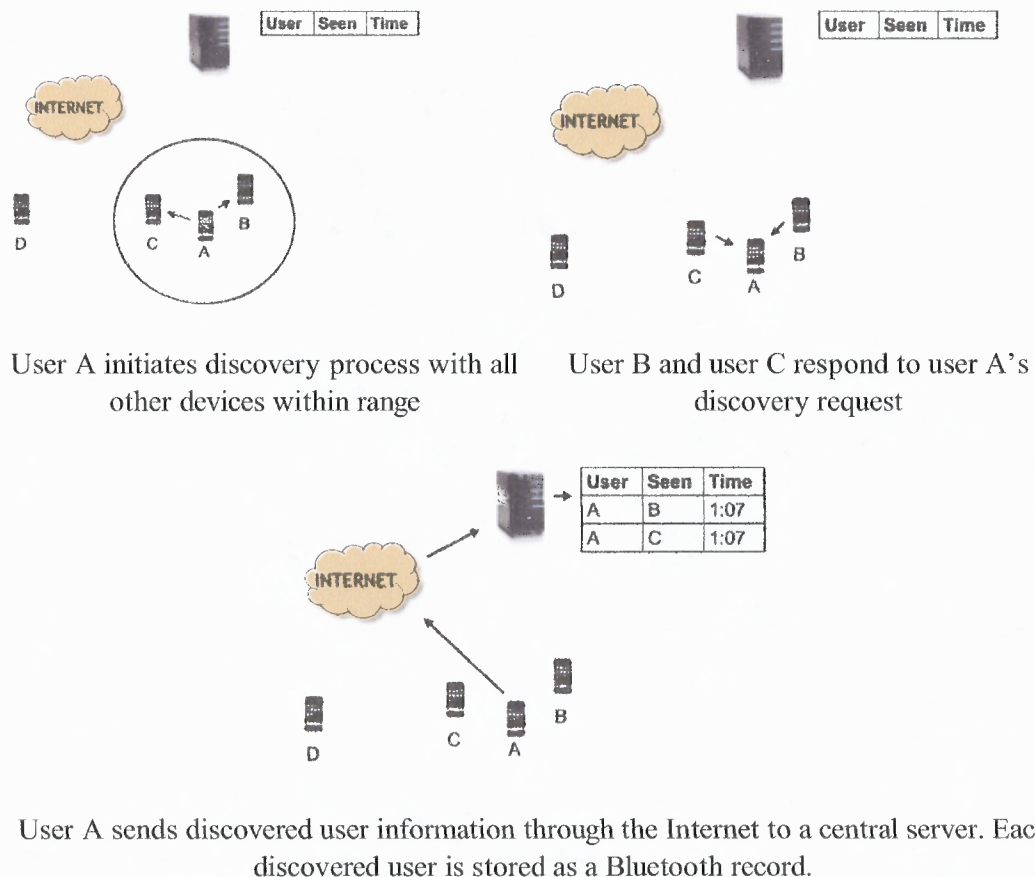 User Seen Time
User Seen Time
INTERNET
INTERNET
B
C
A
D
B
C
A
D
User A initiates discovery process with all
other devices within range
User B and user C respond to user A's
discovery request
User Seen Time
A B 1:07
A C 1:07
INTERNET
B
C
A
D
User A sends discovered user information through the Internet to a central server. Eac
discovered user is stored as a Bluetooth record.